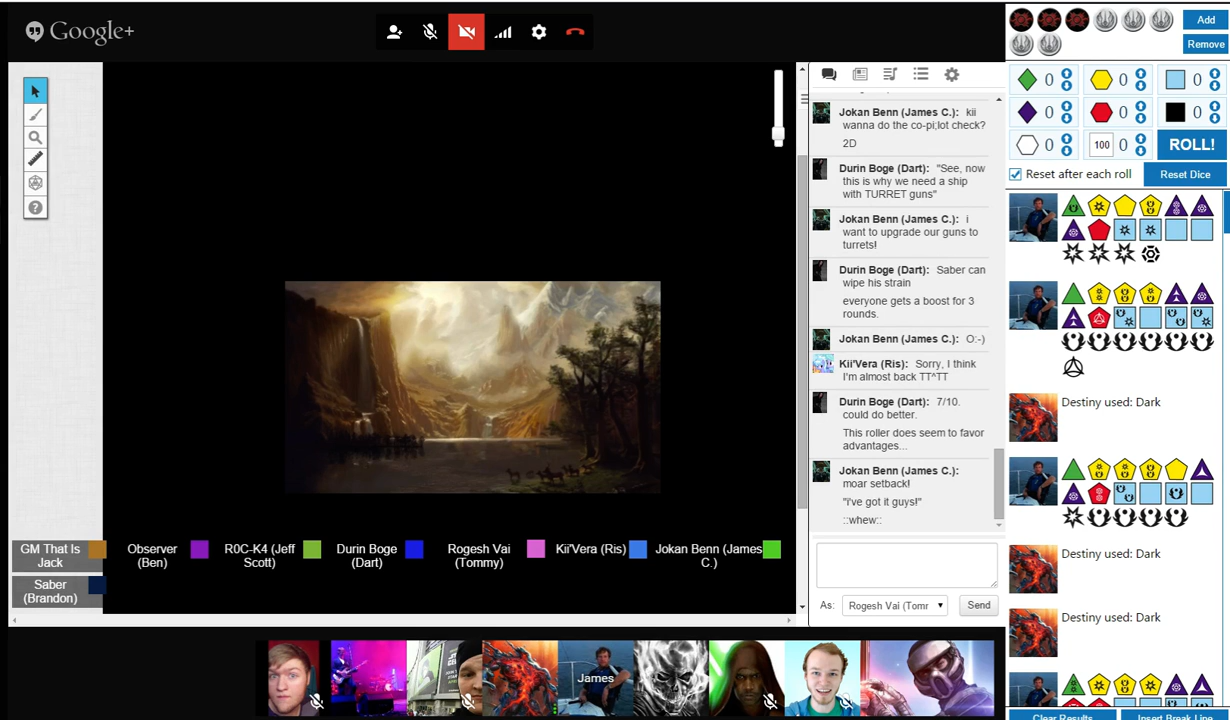 Google+
Add
Remove
0 0 0
0 0 0
0 100 0 ROLL!
Reset after each roll Reset Dice
Jokan Benn (James C.): kii
wanna do the co-pi;lot check?
2D
Durin Boge (Dart): "See, now
this is why we need a ship
with TURRET guns"
Jokan Benn (James C.): i
want to upgrade our guns to
turrets!
Durin Boge (Dart): Saber can
wipe his strain
everyone gets a boost for 3
rounds.
Jokan Benn (James C.): O:-)
Kii'Vera (Ris): Sorry, I think
I'm almost back TT^TT
Durin Boge (Dart): 7/10.
could do better.
This roller does seem to favor
advantages...
Jokan Benn (James C.):
moar setback!
"i've got it guys!"
::whew::
As: Rogesh Vai (Tomr Send
Destiny used: Dark
Destiny used: Dark
Destiny used: Dark
Clear Results Insert Break Line
GM That Is
Jack
Observer
(Ben)
R0C-K4 (Jeff
Scott)
Durin Boge
(Dart)
Rogesh Vai
(Tommy)
Kii'Vera (Ris)
Jokan Benn (James
C.)
Saber
(Brandon)
James